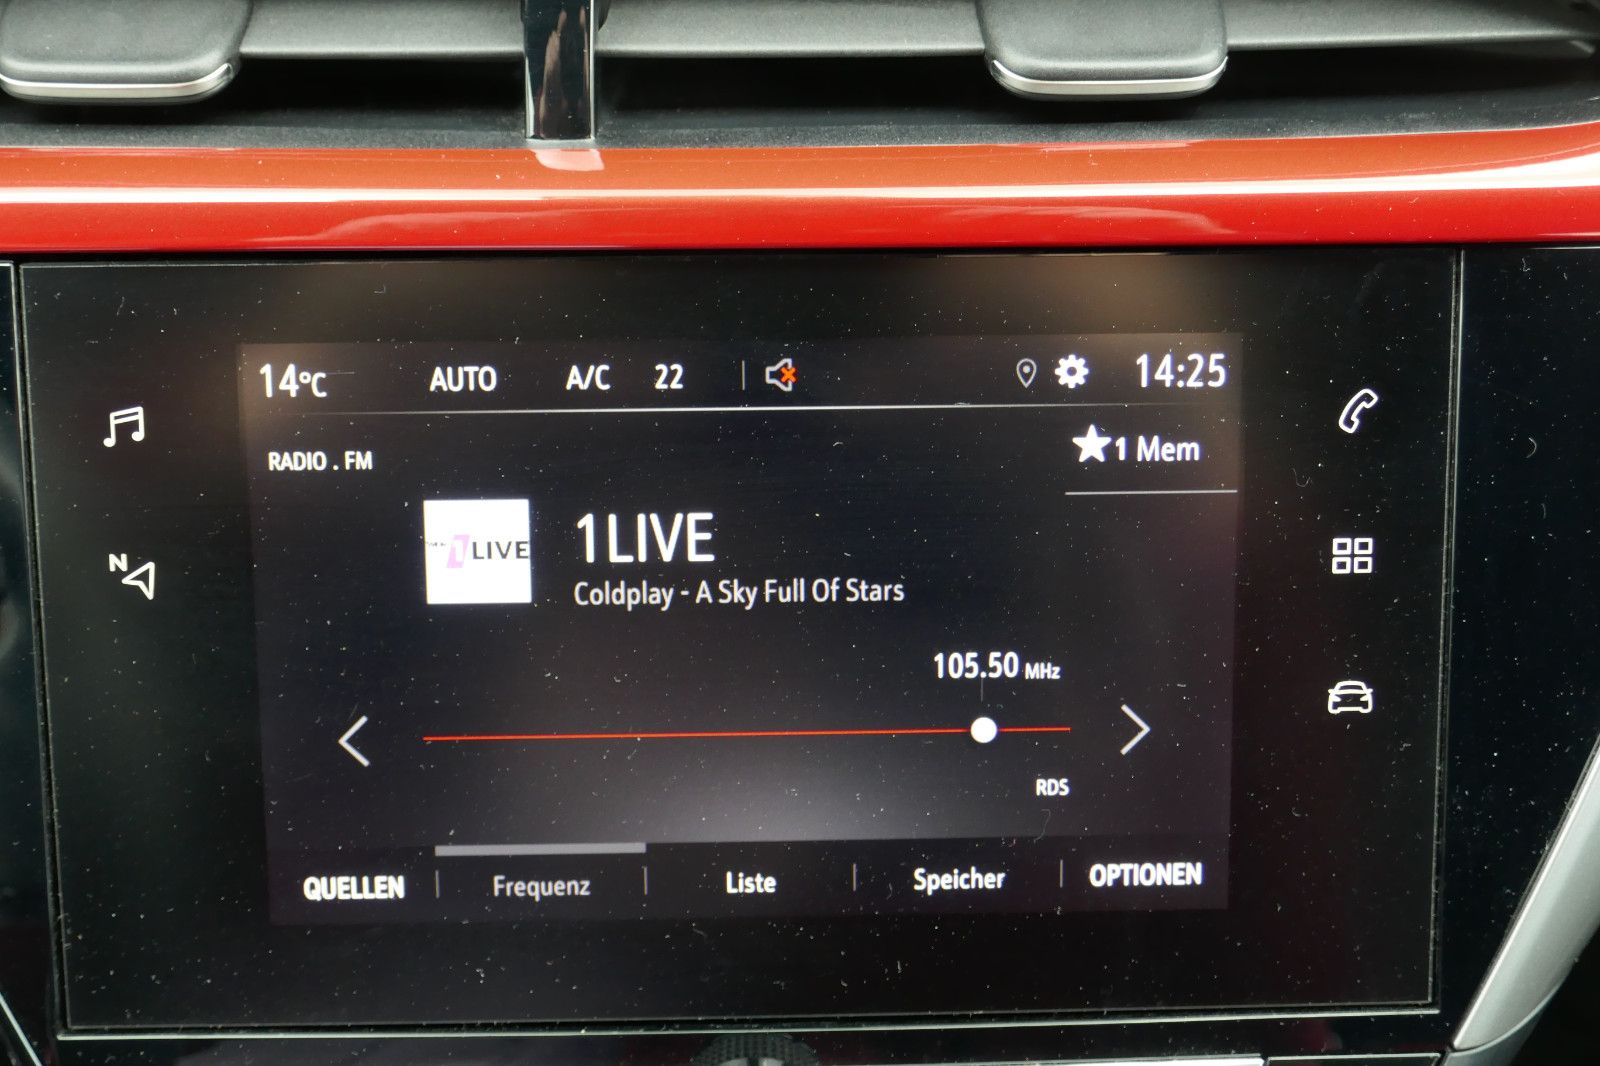 14°C AUTO A/C 22 14:25
★1 Mem
RADIO . FM
1LIVE
1LIVE
Coldplay - A Sky Full Of Stars
105.50 MHz
N
RDS
QUELLEN Frequenz Liste Speicher OPTIONEN